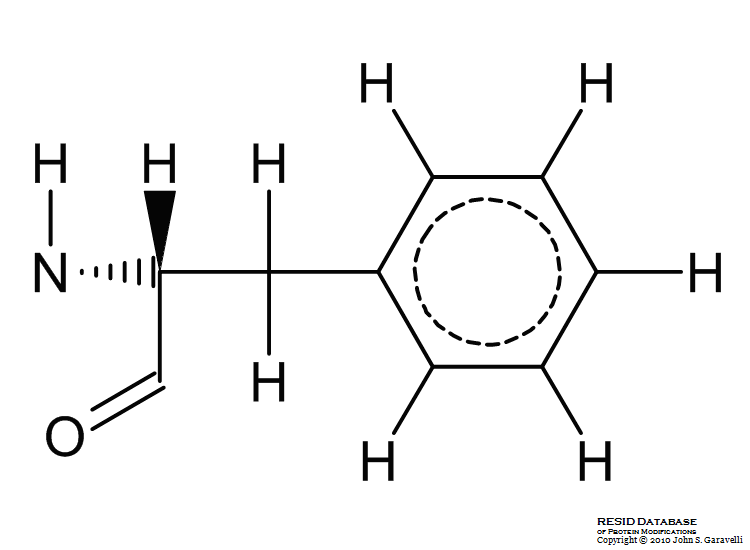 H H
H H H
N H
H
O
H H
RESID DATABASE
OF PROTEIN MODIFICATIONS
Copyright © 2010 John S. Garavelli